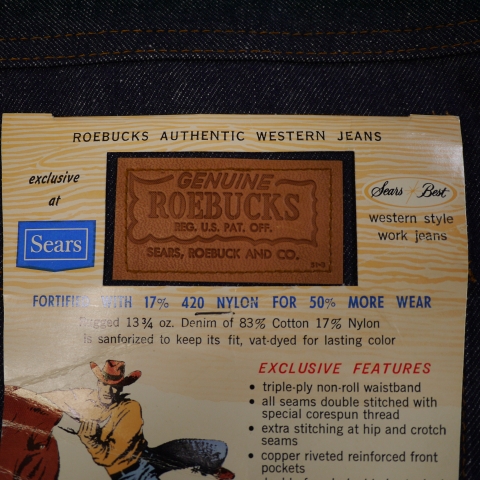 ROEBUCKS AUTHENTIC WESTERN JEANS
exclusive
at
Sears
GENUINE
ROEBUCKS
REG. U.S. PAT. OFF.
SEARS, ROEBUCK AND CO.
Sears Best
western style
work jeans
FORTIFIED WITH 17% 420 NYLON FOR 50% MORE WEAR
Rugged 13 3/4 oz. Denim of 83% Cotton 17% Nylon
is sanforized to keep its fit, vat-dyed for lasting color
EXCLUSIVE FEATURES
• triple-ply non-roll waistband
• all seams double stitched with
special corespun thread
• extra stitching at hip and crotch
seams
• copper riveted reinforced front
pockets